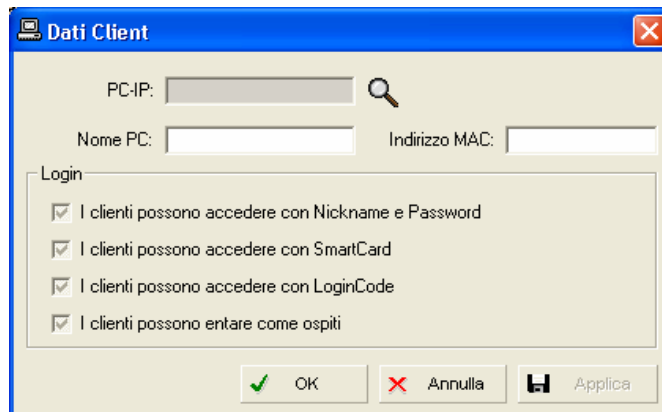 Dati Client
PC-IP:
Nome PC: Indirizzo MAC:
Login
I clienti possono accedere con Nickname e Password
I clienti possono accedere con SmartCard
I clienti possono accedere con LoginCode
I clienti possono entare come ospiti
OK Annulla Applica